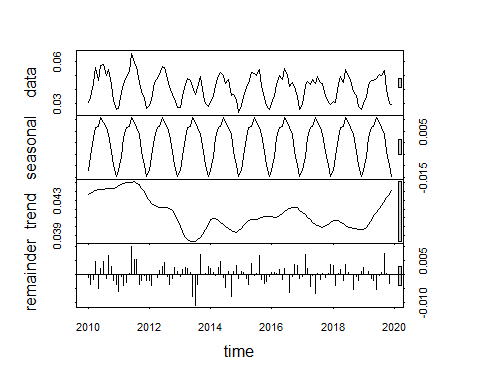 data
0.03 0.06
seasonal
-0.015 0.005
trend
0.039 0.043
remainder
-0.010 0.005
2010 2012 2014 2016 2018 2020
time